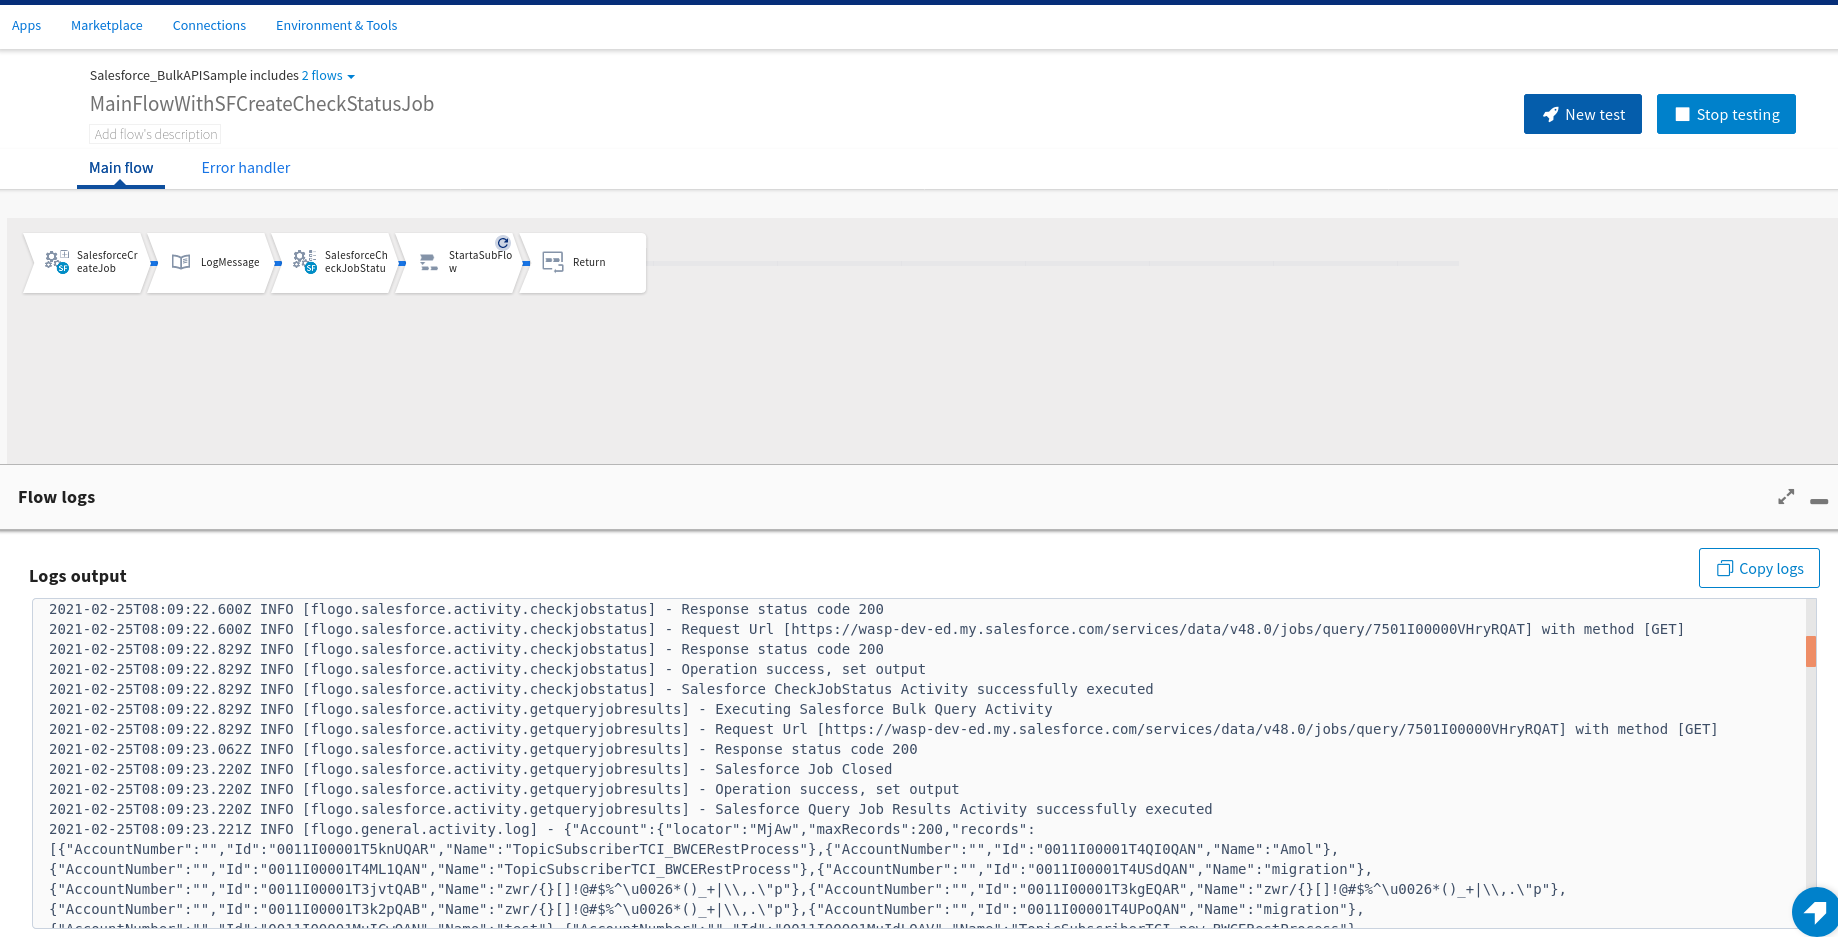 Apps Marketplace Connections Environment & Tools
Salesforce_BulkAPISample includes 2 flows
MainFlowWithSFCreateCheckStatusJob
Add flow's description
New test Stop testing
Main flow Error handler
SalesforceCr
eateJob
LogMessage
SalesforceCh
eckJobStatu
StartaSubFlo
w
Return
Flow logs
Logs output
Copy logs
2021-02-25T08:09:22.600Z INFO [flogo.salesforce.activity.checkjobstatus] - Response status code 200
2021-02-25T08:09:22.600Z INFO [flogo.salesforce.activity.checkjobstatus] - Request Url [https://wasp-dev-ed.my.salesforce.com/services/data/v48.0/jobs/query/7501I00000VHryRQAT] with method [GET]
2021-02-25T08:09:22.829Z INFO [flogo.salesforce.activity.checkjobstatus] - Response status code 200
2021-02-25T08:09:22.829Z INFO [flogo.salesforce.activity.checkjobstatus] - Operation success, set output
2021-02-25T08:09:22.829Z INFO [flogo.salesforce.activity.checkjobstatus] - Salesforce CheckJobStatus Activity successfully executed
2021-02-25T08:09:22.829Z INFO [flogo.salesforce.activity.getqueryjobresults] - Executing Salesforce Bulk Query Activity
2021-02-25T08:09:22.829Z INFO [flogo.salesforce.activity.getqueryjobresults] - Request Url [https://wasp-dev-ed.my.salesforce.com/services/data/v48.0/jobs/query/7501I00000VHryRQAT] with method [GET]
2021-02-25T08:09:23.062Z INFO [flogo.salesforce.activity.getqueryjobresults] - Response status code 200
2021-02-25T08:09:23.220Z INFO [flogo.salesforce.activity.getqueryjobresults] - Salesforce Job Closed
2021-02-25T08:09:23.220Z INFO [flogo.salesforce.activity.getqueryjobresults] - Operation success, set output
2021-02-25T08:09:23.220Z INFO [flogo.salesforce.activity.getqueryjobresults] - Salesforce Query Job Results Activity successfully executed
2021-02-25T08:09:23.221Z INFO [flogo.general.activity.log] - {"Account":{"locator":"MjAw","maxRecords":200,"records":
[{"AccountNumber":"","Id":"0011I00001T5knUQAR","Name":"TopicSubscriberTCI_BWCERestProcess"},{"AccountNumber":"","Id":"0011I00001T4QI0QAN","Name":"Amol"},
{"AccountNumber":"","Id":"0011I00001T4ML1QAN","Name":"TopicSubscriberTCI_BWCERestProcess"},{"AccountNumber":"","Id":"0011I00001T4USdQAN","Name":"migration"},
{"AccountNumber":"","Id":"0011I00001T3jvtQAB","Name":"zwr/{}[]!@#$%^\u0026*()_+|\\,.\"p"},{"AccountNumber":"","Id":"0011I00001T3kgEQAR","Name":"zwr/{}[]!@#$%^\u0026*()_+|\\,.\"p"},
{"AccountNumber":"","Id":"0011I00001T3k2pQAB","Name":"zwr/{}[]!@#$%^\u0026*()_+|\\,.\"p"},{"AccountNumber":"","Id":"0011I00001T4UPoQAN","Name":"migration"},